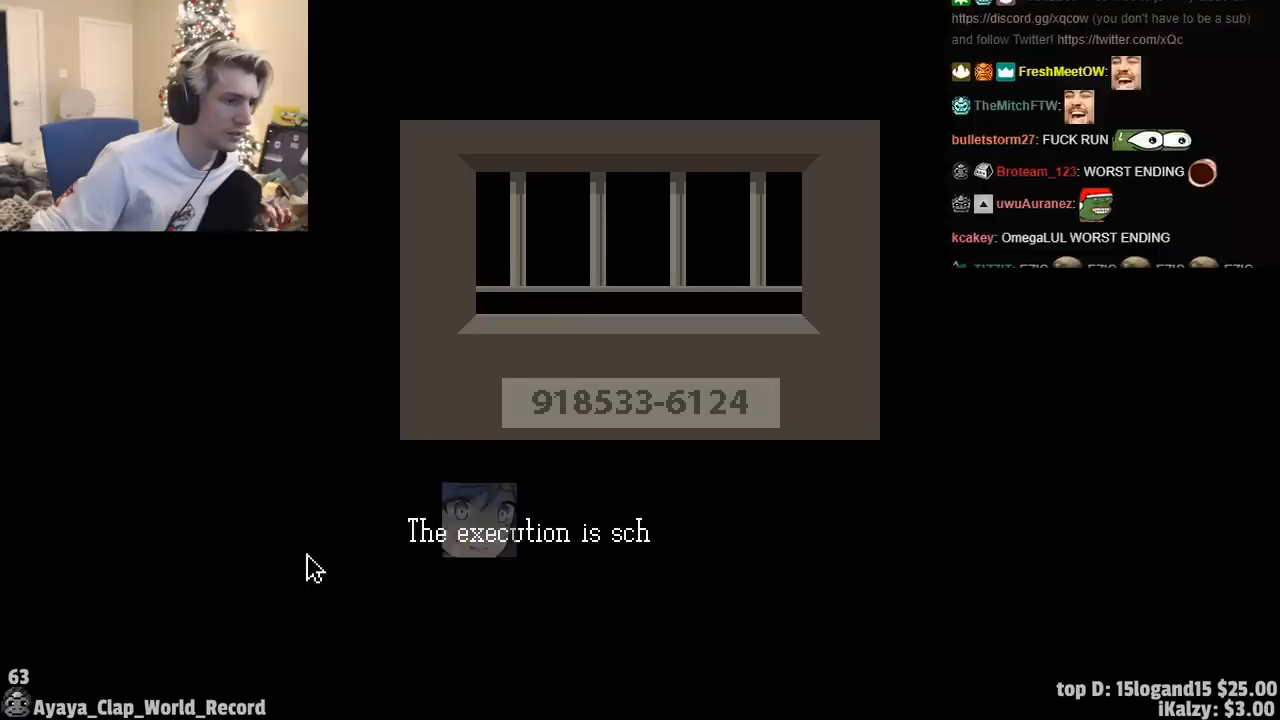 https://discord.gg/xqcow (you don't have to be a sub)
and follow Twitter! https://twitter.com/xQc
FreshMeetOW:
TheMitchFTW:
bulletstorm27: FUCK RUN
Broteam_123: WORST ENDING
uwuAuranez:
kcakey: OmegaLUL WORST ENDING
918533-6124
The execution is sch
63
Ayaya_Clap_World_Record
top D: 15logand15 $25.00
iKalzy: $3.00